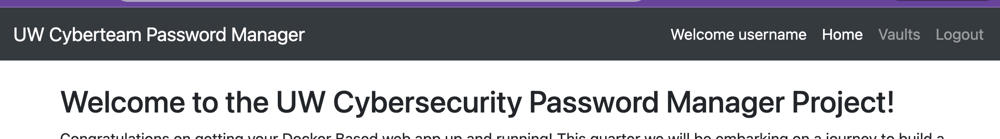 UW Cyberteam Password Manager Welcome username Home Vaults Logout
Welcome to the UW Cybersecurity Password Manager Project!
Congratulations on getting your Docker Based web app up and running! This quarter we will be embarking on a journey to build a